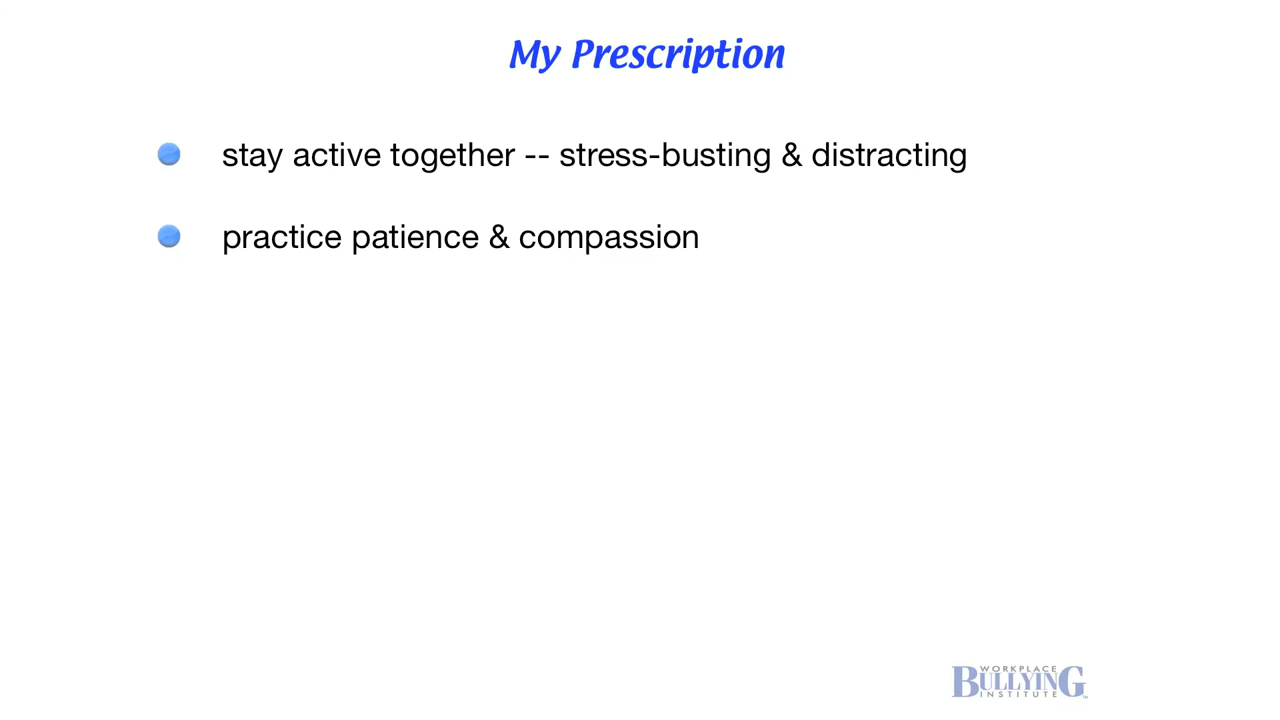 My Prescription
stay active together -- stress-busting & distracting
practice patience & compassion
WORKPLACE
BULLYING
INSTITUTE